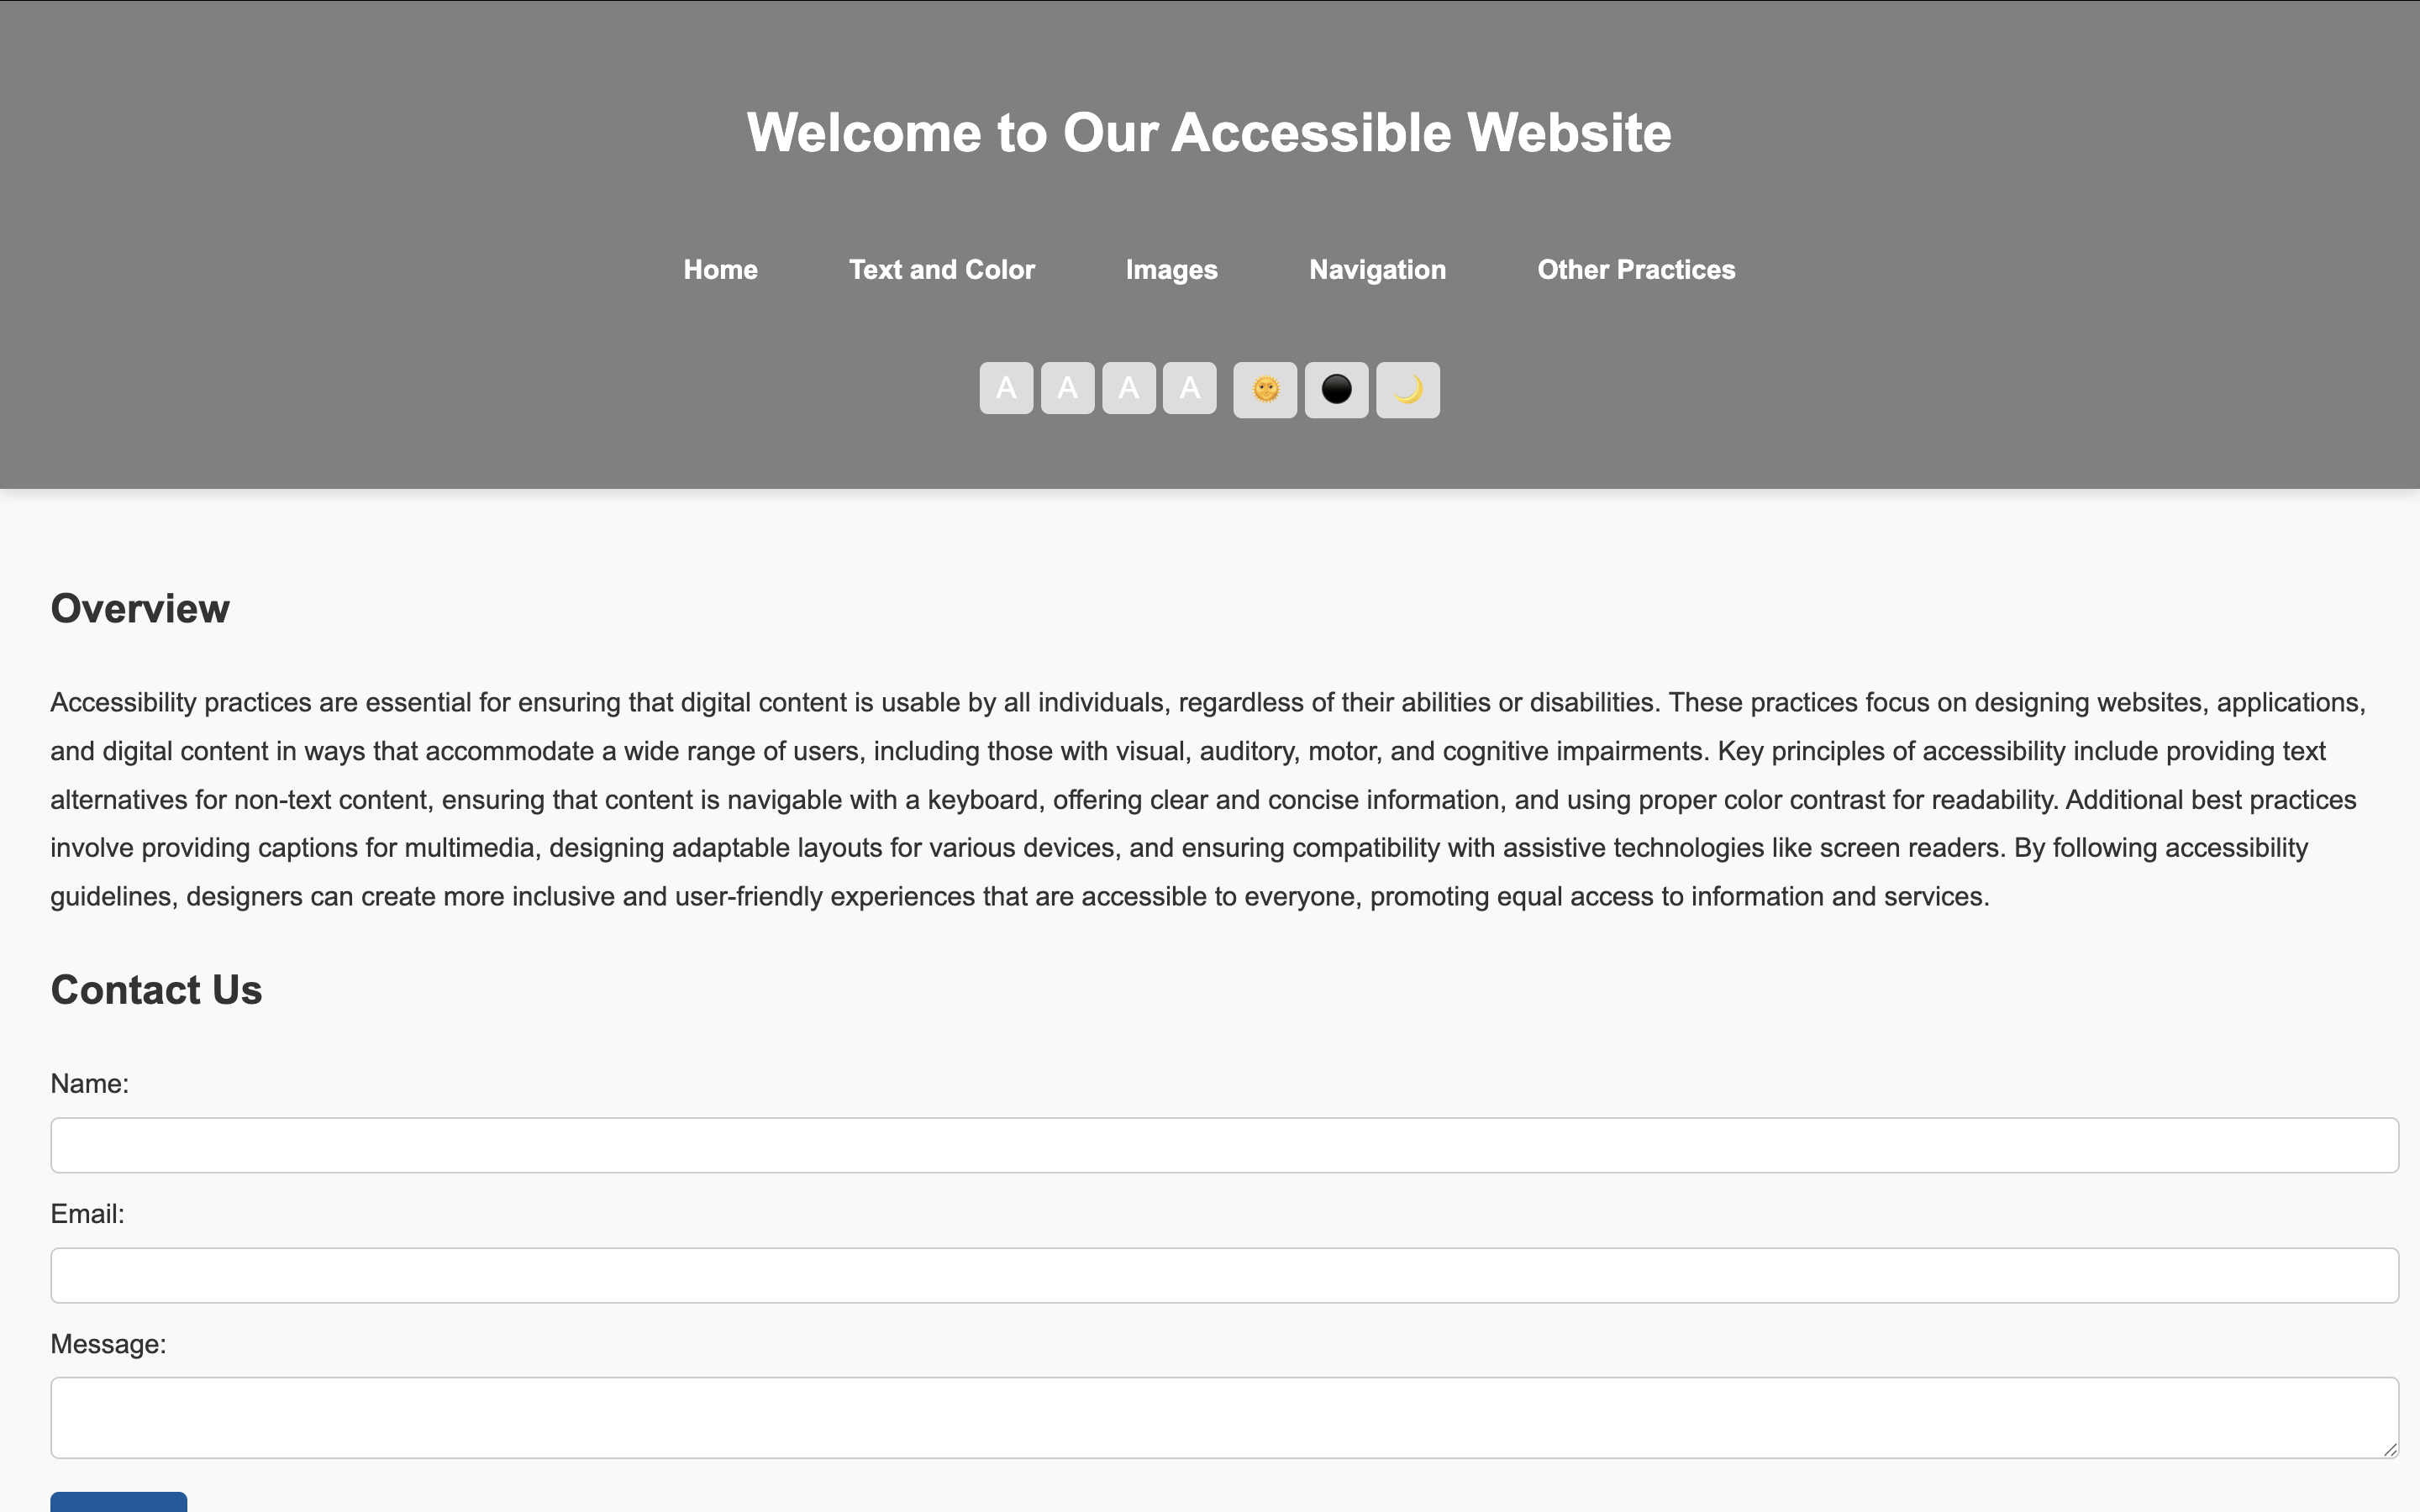 Welcome to Our Accessible Website
Home Text and Color Images Navigation Other Practices
A A A A
Overview
Accessibility practices are essential for ensuring that digital content is usable by all individuals, regardless of their abilities or disabilities. These practices focus on designing websites, applications,
and digital content in ways that accommodate a wide range of users, including those with visual, auditory, motor, and cognitive impairments. Key principles of accessibility include providing text
alternatives for non-text content, ensuring that content is navigable with a keyboard, offering clear and concise information, and using proper color contrast for readability. Additional best practices
involve providing captions for multimedia, designing adaptable layouts for various devices, and ensuring compatibility with assistive technologies like screen readers. By following accessibility
guidelines, designers can create more inclusive and user-friendly experiences that are accessible to everyone, promoting equal access to information and services.
Contact Us
Name:
Email:
Message: